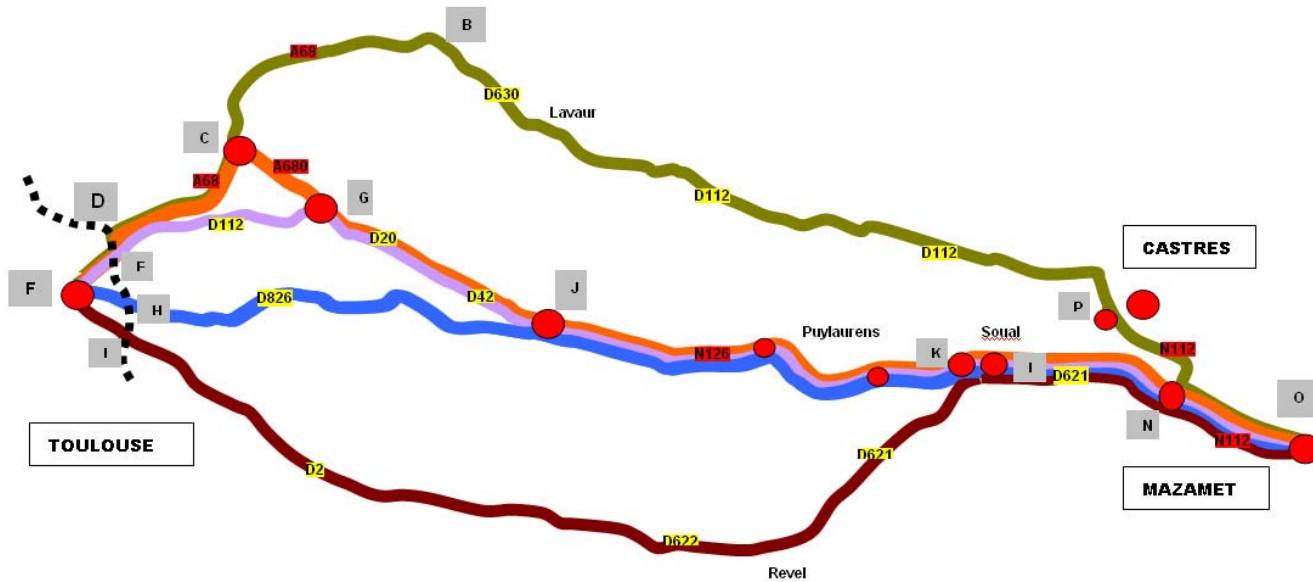 B
A68
D630
Lavaur
C
A680
A68
D112
D
G
D112
D20
D112
CASTRES
F
F
J
D42
P
H
D826
Puylaurens
Soual
I
N126
K
I
N112
D621
O
N
TOULOUSE
N112
D621
D2
MAZAMET
D622
Revel